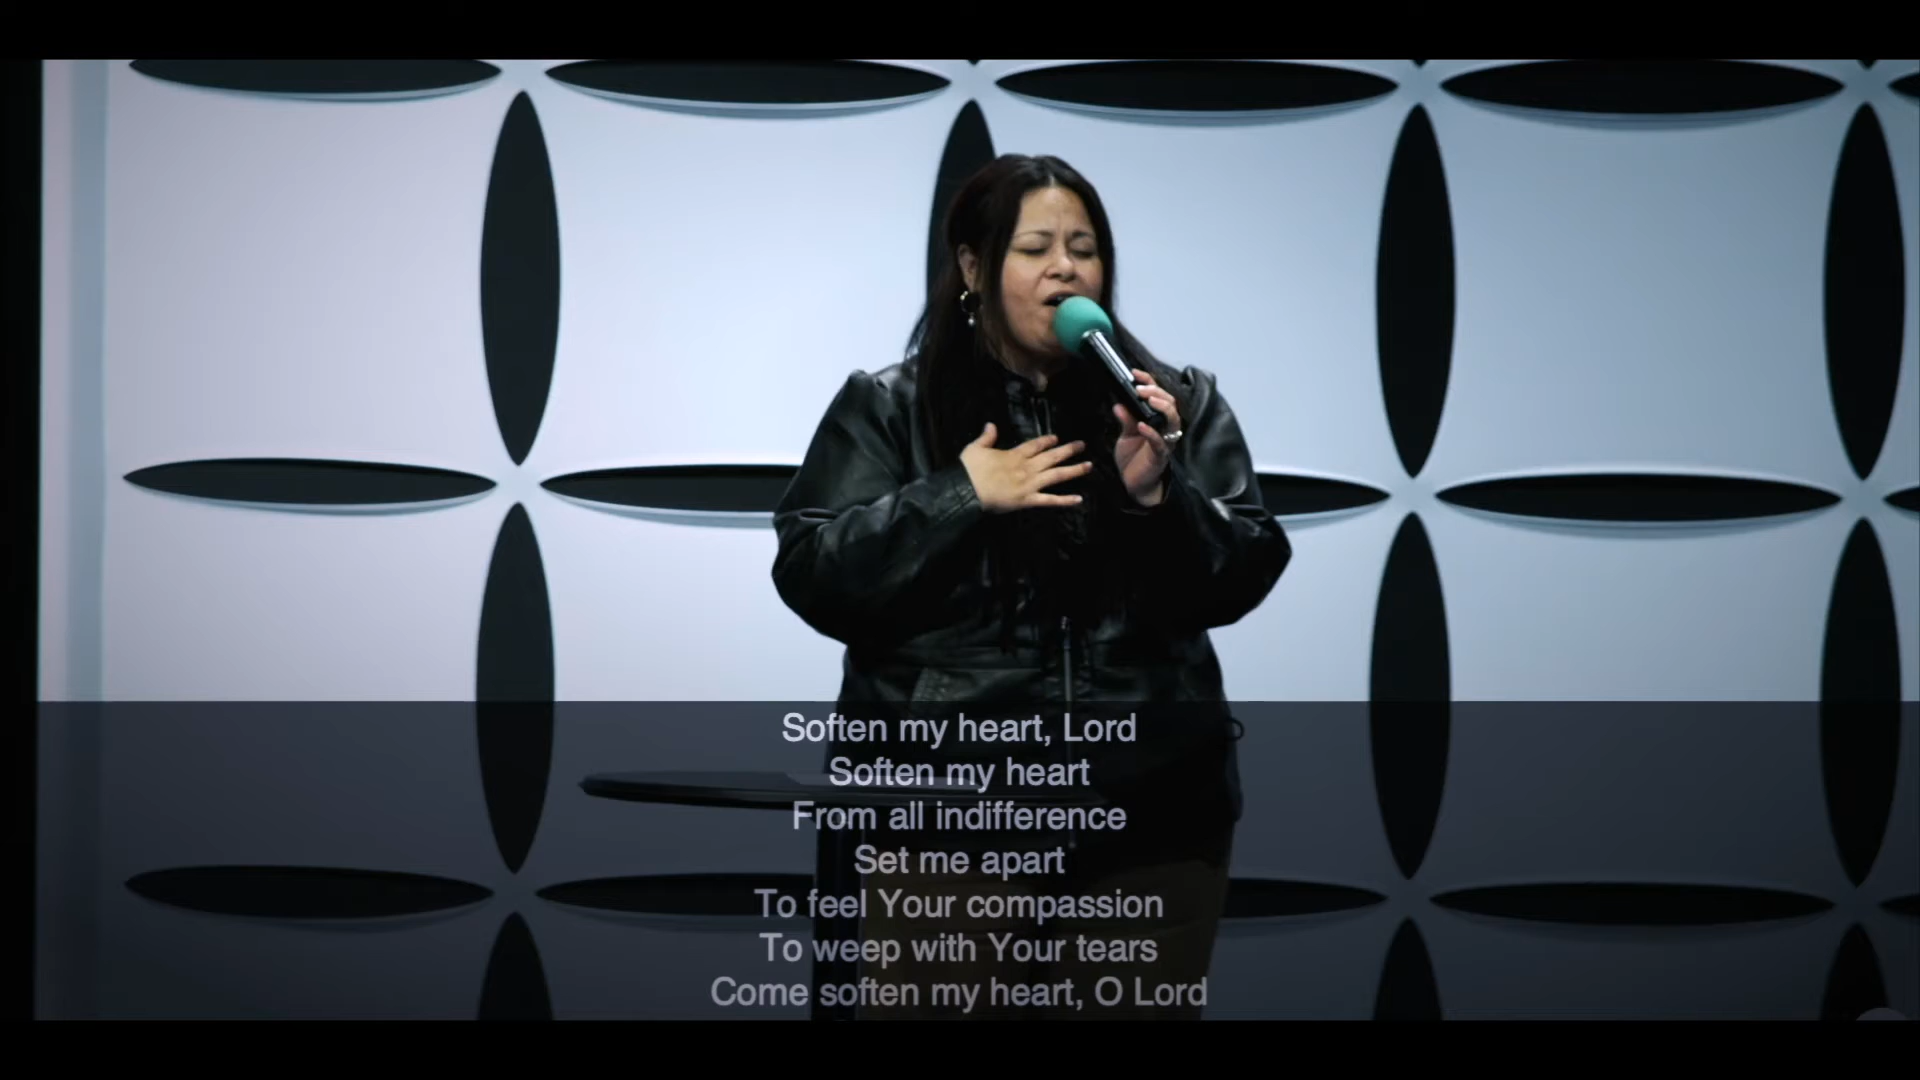 Soften my heart, Lord
Soften my heart
From all indifference
Set me apart
To feel Your compassion
To weep with Your tears
Come soften my heart, O Lord